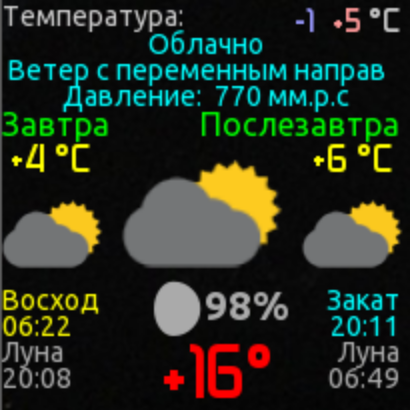 Температура: -1 +5 °C
Облачно
Ветер с переменным направ
Давление: 770 мм.р.с
Завтра Послезавтра
+4 °C +6 °C
98%
Восход Закат
06:22 20:11
Луна +16° Луна
20:08 06:49